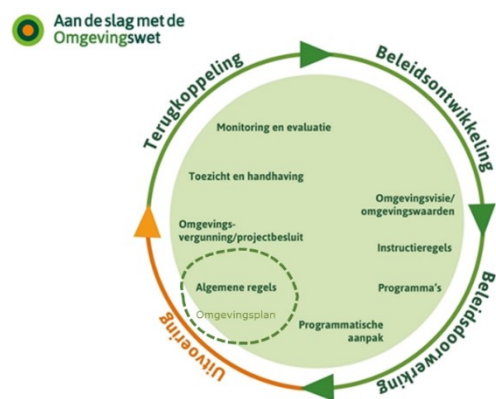 Aan de slag met de
Omgevingswet
Terugkoppeling
Beleidsontwikkeling
Monitoring en evaluatie
Toezicht en handhaving
Omgevingsvisie/
omgevingswaarden
Omgevings-
vergunning/projectbesluit
Instructieregels
Algemene regels
Programma's
Omgevingsplan
Programmatische
aanpak
Uitvoering
Beleidsdoorwerking